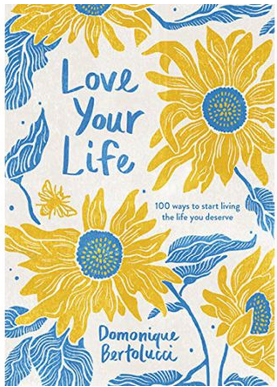 Love
Your
Life
100 ways to start living
the life you deserve
Domonique
Bertolucci